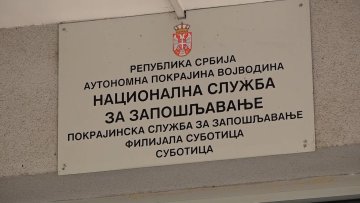 РЕПУБЛИКА СРБИЈА
АУТОНОМНА ПОКРАЈИНА ВОЈВОДИНА
НАЦИОНАЛНА СЛУЖБА
ЗА ЗАПОШЉАВАЊЕ
ПОКРАЈИНСКА СЛУЖБА ЗА ЗАПОШЉАВАЊЕ
ФИЛИЈАЛА СУБОТИЦА
СУБОТИЦА